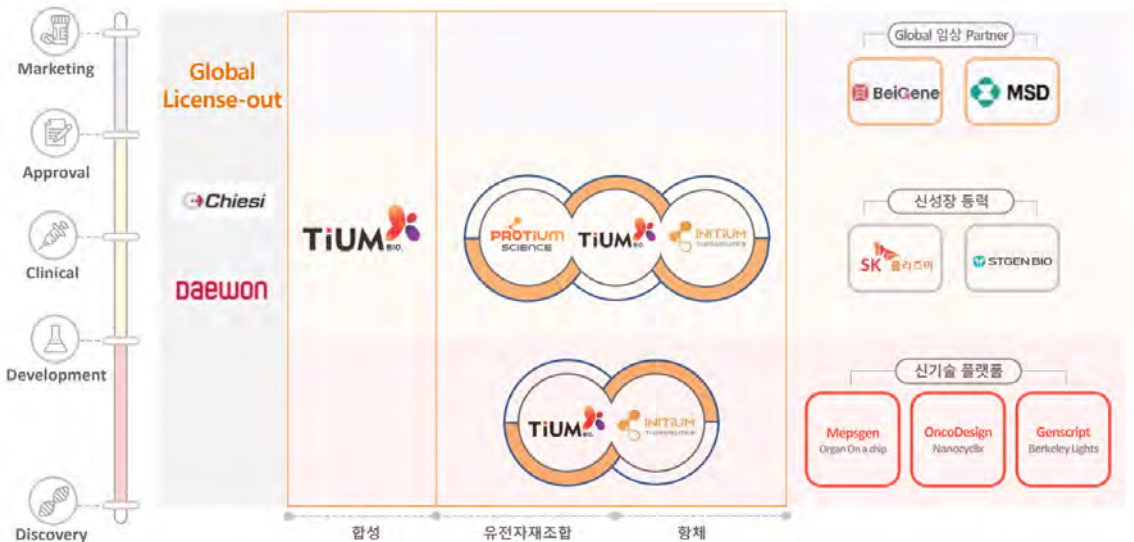 Marketing
Approval
Clinical
Development
Discovery
Global
License-out
Chiesi
DaeWon
TiUM
BIO.
PROTIUM
SCIENCE
TiUM
BIO.
INITIUM
THERAPEUTICS
TiUM
BIO.
INITIUM
THERAPEUTICS
합성
유전자재조합
항체
Global 임상 Partner
BeiGene
MSD
신성장 동력
SK 플라즈마
STGEN BIO
신기술 플랫폼
Mepsgen
Organ On a chip
OncoDesign
Nanocyclix
Genscript
Berkeley Lights